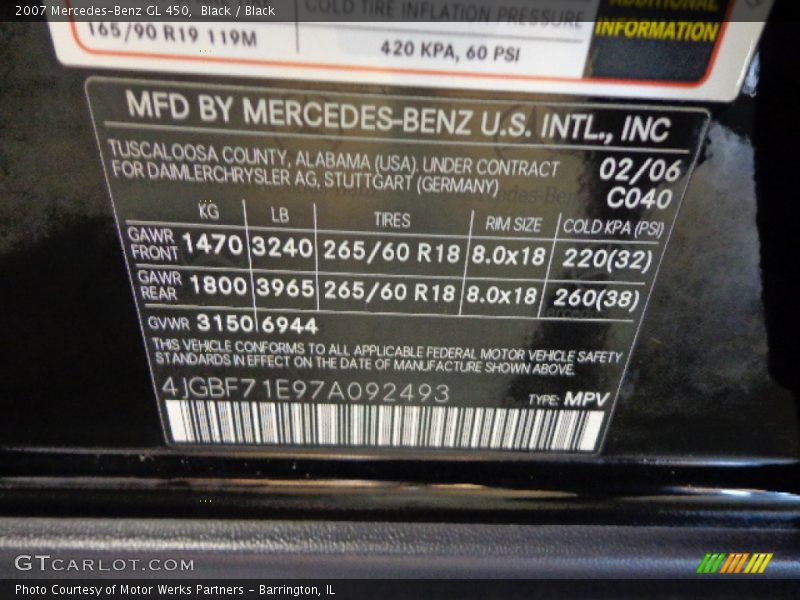 2007 Mercedes-Benz GL 450, Black / Black
COLD TIRE INFLATION PRESSURE
ADDITIONAL
INFORMATION
165/90 R19 119M
420 KPA, 60 PSI
MFD BY MERCEDES-BENZ U.S. INTL., INC
TUSCALOOSA COUNTY, ALABAMA (USA). UNDER CONTRACT
FOR DAIMLERCHRYSLER AG, STUTTGART (GERMANY)
02/06
C040
KG LB TIRES RIM SIZE COLD KPA (PSI)
GAWR FRONT 1470 3240 265/60 R18 8.0x18 220(32)
GAWR REAR 1800 3965 265/60 R18 8.0x18 260(38)
GVWR 3150 6944
THIS VEHICLE CONFORMS TO ALL APPLICABLE FEDERAL MOTOR VEHICLE SAFETY
STANDARDS IN EFFECT ON THE DATE OF MANUFACTURE SHOWN ABOVE.
4JGBF71E97A092493
TYPE: MPV
GTCARLOT.COM
Photo Courtesy of Motor Werks Partners - Barrington, IL